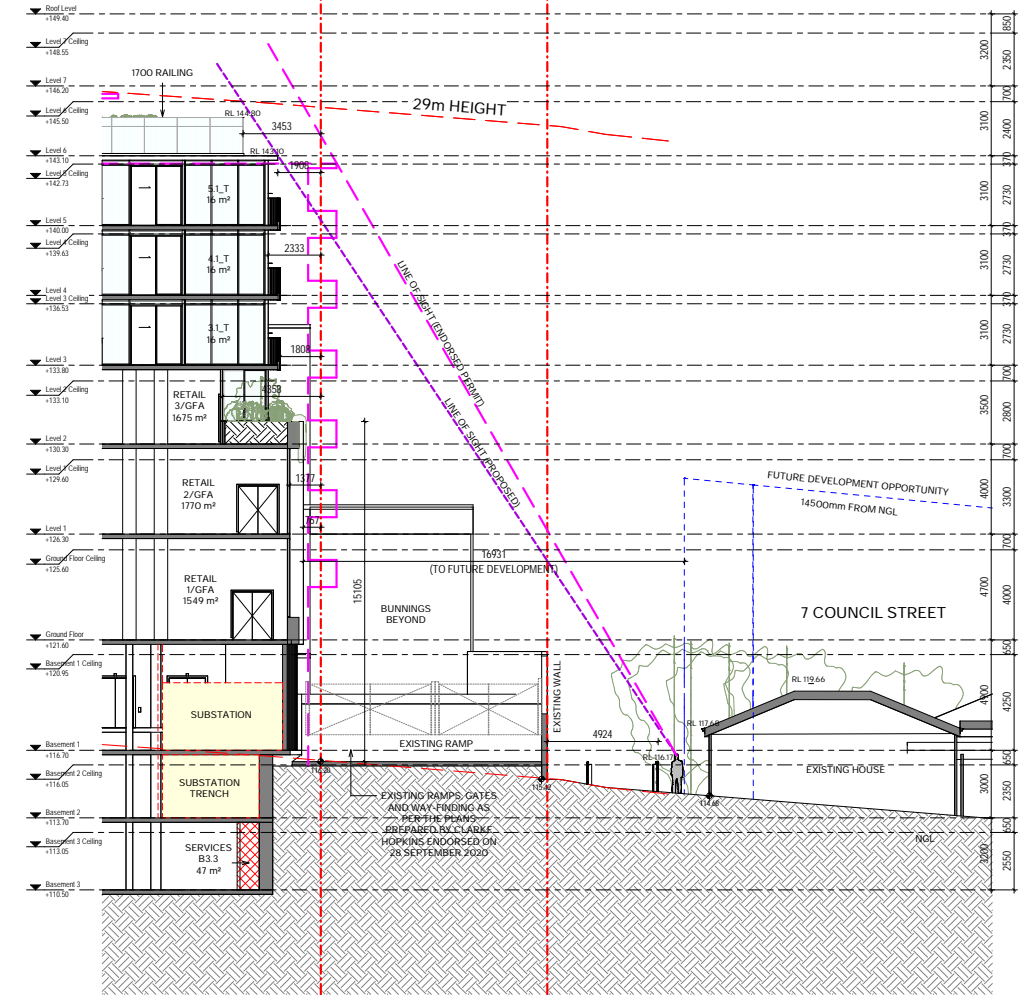 Roof Level
+149.40
Level 7 Ceiling
+148.55
Level 7
+146.20
Level 6 Ceiling
+145.50
Level 6
+143.10
Level 5 Ceiling
+142.73
Level 5
+140.00
Level 4 Ceiling
+139.63
Level 4
Level 3 Ceiling
+136.53
Level 3
+133.80
Level 2 Ceiling
+133.10
Level 2
+130.30
Level 1 Ceiling
+129.60
Level 1
+126.30
Ground Floor Ceiling
+125.60
Ground Floor
+121.60
Basement 1 Ceiling
+120.95
Basement 1
+116.70
Basement 2 Ceiling
+116.05
Basement 2
+113.70
Basement 3 Ceiling
+113.05
Basement 3
+110.50
1700 RAILING
29m HEIGHT
RL 144.80
3453
RL 143.10
1908
5.1_T
16 m²
2333
4.1_T
16 m²
3.1_T
16 m²
1808
4358
RETAIL
3/GFA
1675 m²
RETAIL
2/GFA
1770 m²
1377
767
RETAIL
1/GFA
1549 m²
15105
16931
(TO FUTURE DEVELOPMENT)
LINE OF SIGHT (ENDORSED PERMIT)
LINE OF SIGHT (PROPOSED)
BUNNINGS
BEYOND
FUTURE DEVELOPMENT OPPORTUNITY
14500mm FROM NGL
7 COUNCIL STREET
EXISTING WALL
SUBSTATION
EXISTING RAMP
4924
RL 119.66
RL 117.68
RL 116.17
EXISTING HOUSE
SUBSTATION
TRENCH
114.68
EXISTING RAMPS, GATES
AND WAY-FINDING AS
PER THE PLANS
PREPARED BY CLARKE
HOPKINS ENDORSED ON
28 SEPTEMBER 2020
SERVICES
B3.3
47 m²
NGL
850
3200
2350
700
3100
2400
370
3100
2730
370
3100
2730
370
3100
2730
700
3500
2800
700
4000
3300
700
4700
4000
650
4900
4250
650
3000
2350
650
3200
2550